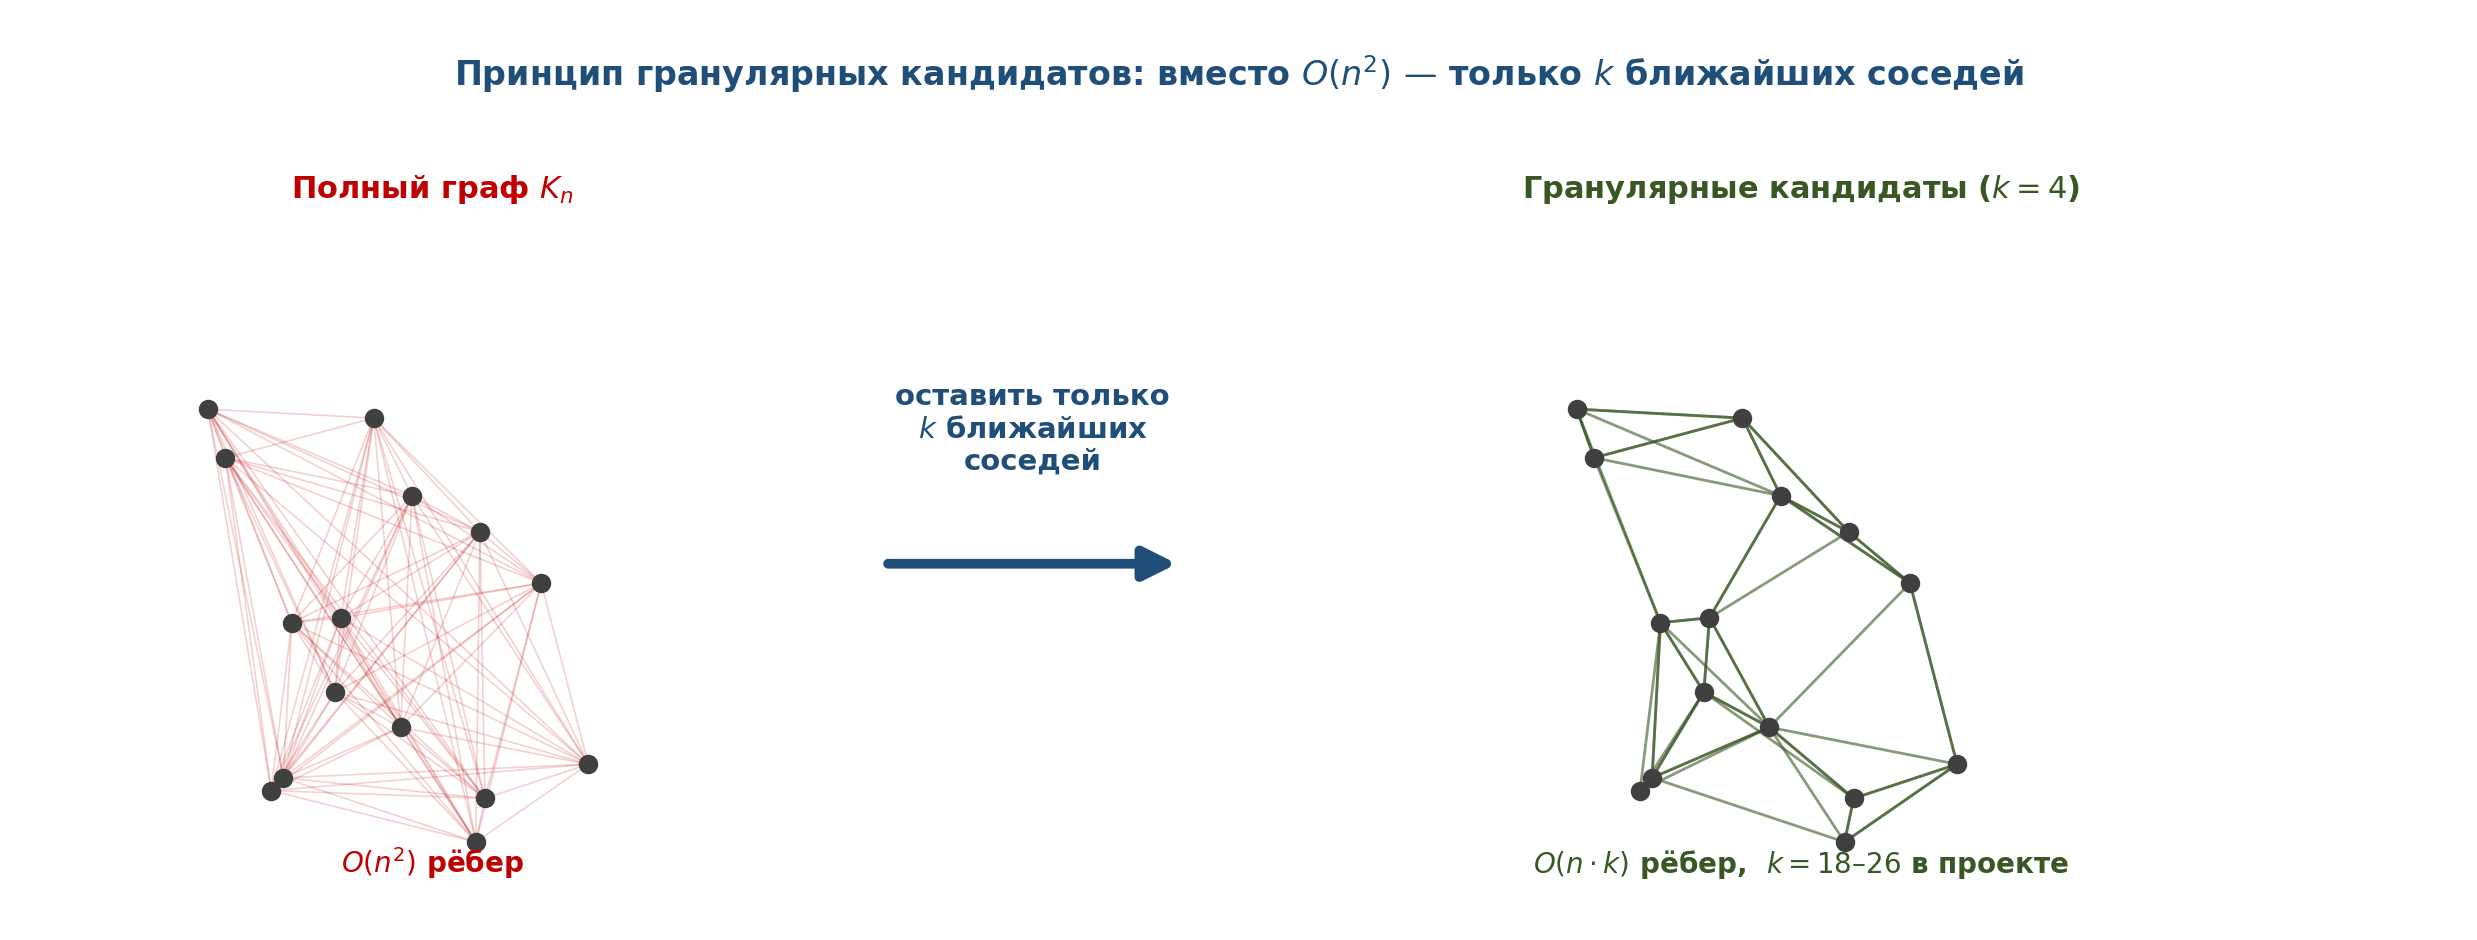 Принцип гранулярных кандидатов: вместо O(n²) — только k ближайших соседей
Полный граф Kₙ
Гранулярные кандидаты (k = 4)
оставить только
k ближайших
соседей
O(n²) рёбер
O(n · k) рёбер, k = 18–26 в проекте